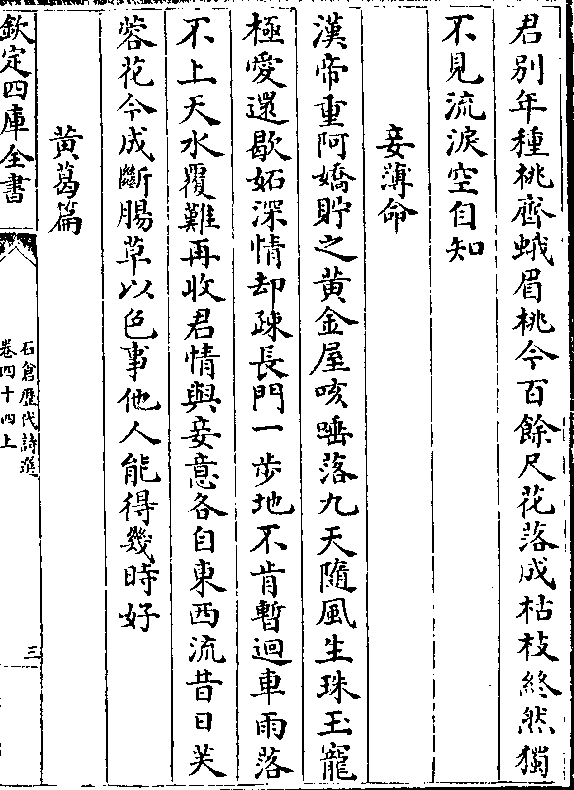 君别年種桃齊蛾眉桃今百餘尺花落成枯枝終然獨
不見流淚空自知
妾薄命
漢帝重阿嬌貯之黄金屋咳唾落九天隨風生珠玉寵
極愛還歇妬深情却踈長門一步地不肯暫迴車雨落
不上天水覆難再收君情與妾意各自東西流昔日芙
蓉花今成斷腸草以色事他人能得幾時好
黄葛篇
欽定四庫全書
石倉歷代詩選
卷四十四上
三